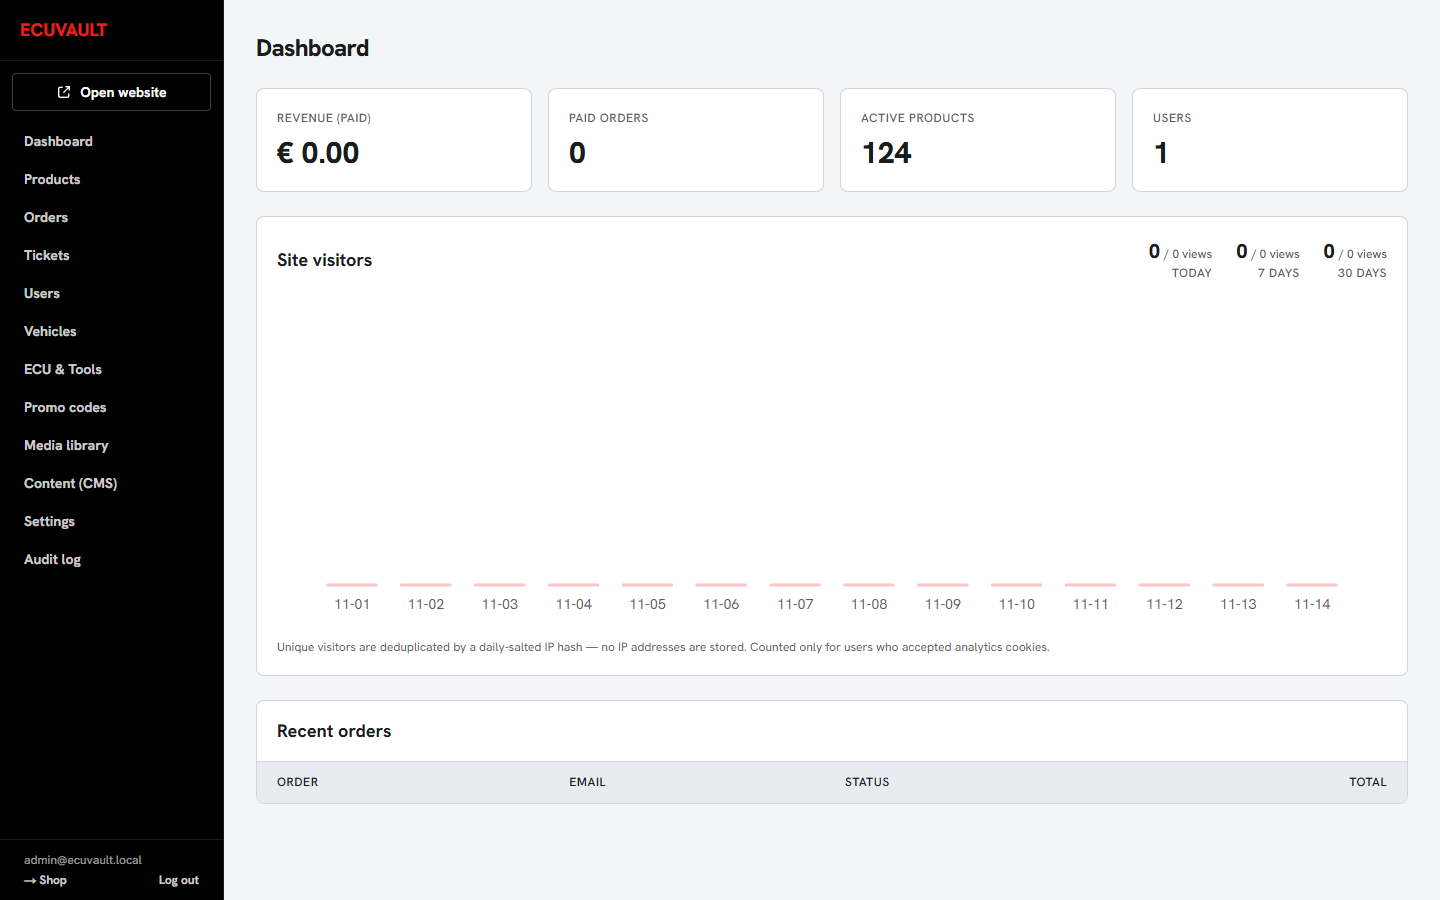 ECUVAULT
Open website
Dashboard
Products
Orders
Tickets
Users
Vehicles
ECU & Tools
Promo codes
Media library
Content (CMS)
Settings
Audit log
admin@ecuvault.local
→ Shop
Log out
Dashboard
REVENUE (PAID)
€ 0.00
PAID ORDERS
0
ACTIVE PRODUCTS
124
USERS
1
Site visitors
0 / 0 views
TODAY
0 / 0 views
7 DAYS
0 / 0 views
30 DAYS
11-01 11-02 11-03 11-04 11-05 11-06 11-07 11-08 11-09 11-10 11-11 11-12 11-13 11-14
Unique visitors are deduplicated by a daily-salted IP hash — no IP addresses are stored. Counted only for users who accepted analytics cookies.
Recent orders
ORDER EMAIL STATUS TOTAL